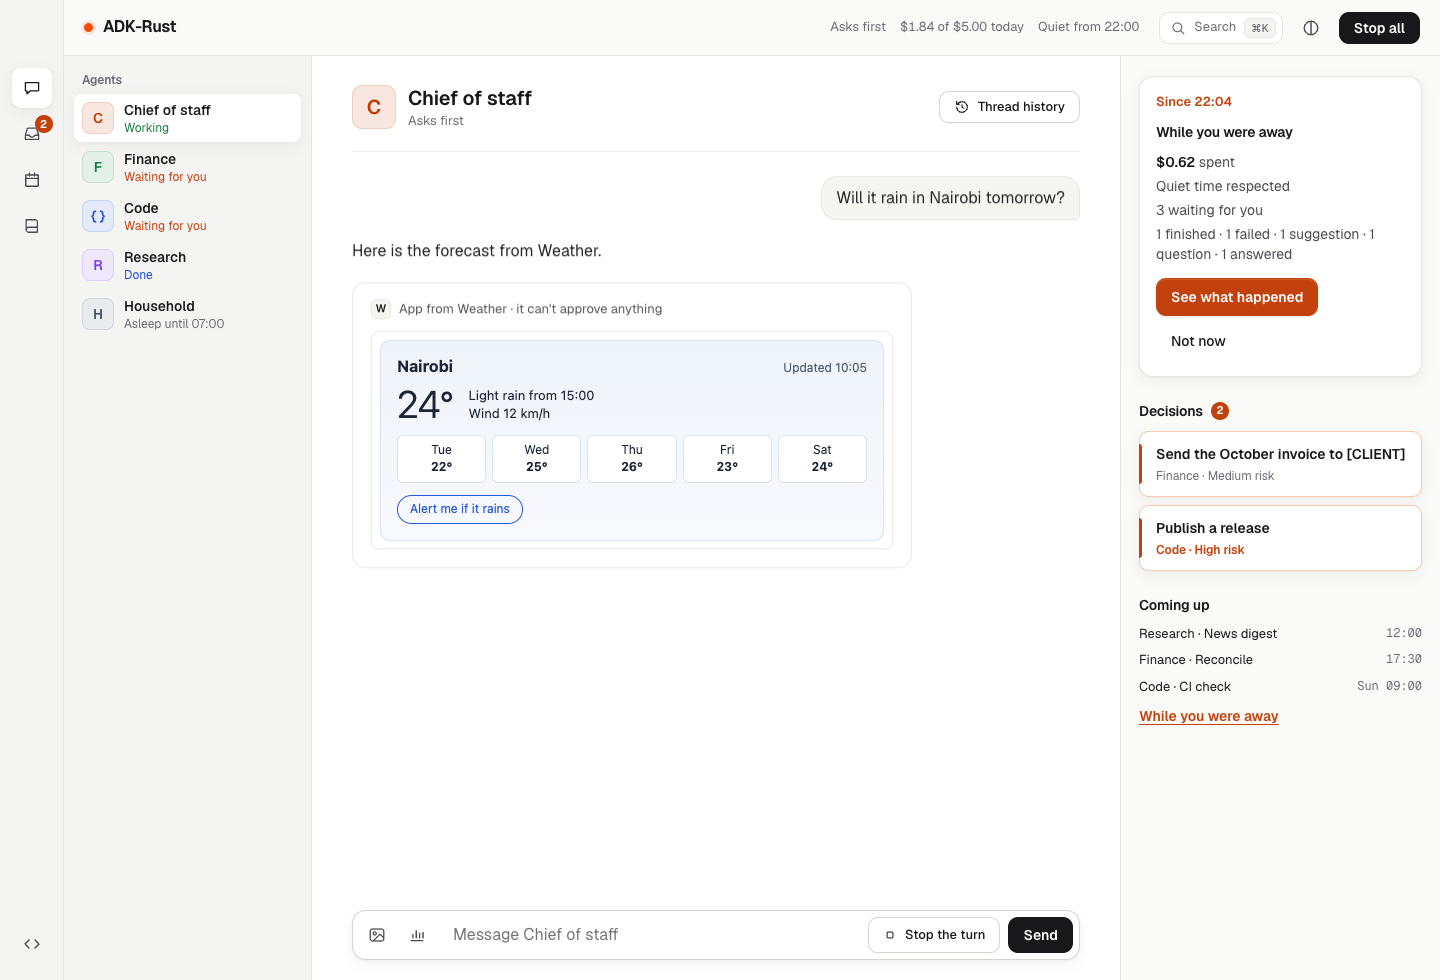 ADK-Rust
Asks first
$1.84 of $5.00 today
Quiet from 22:00
Search
⌘K
Stop all
2
Agents
C
Chief of staff
Working
F
Finance
Waiting for you
{}
Code
Waiting for you
R
Research
Done
H
Household
Asleep until 07:00
C
Chief of staff
Asks first
Thread history
Will it rain in Nairobi tomorrow?
Here is the forecast from Weather.
W
App from Weather · it can't approve anything
Nairobi
Updated 10:05
24°
Light rain from 15:00
Wind 12 km/h
Tue
22°
Wed
25°
Thu
26°
Fri
23°
Sat
24°
Alert me if it rains
Message Chief of staff
Stop the turn
Send
Since 22:04
While you were away
$0.62 spent
Quiet time respected
3 waiting for you
1 finished · 1 failed · 1 suggestion · 1
question · 1 answered
See what happened
Not now
Decisions 2
Send the October invoice to [CLIENT]
Finance · Medium risk
Publish a release
Code · High risk
Coming up
Research · News digest 12:00
Finance · Reconcile 17:30
Code · CI check Sun 09:00
While you were away